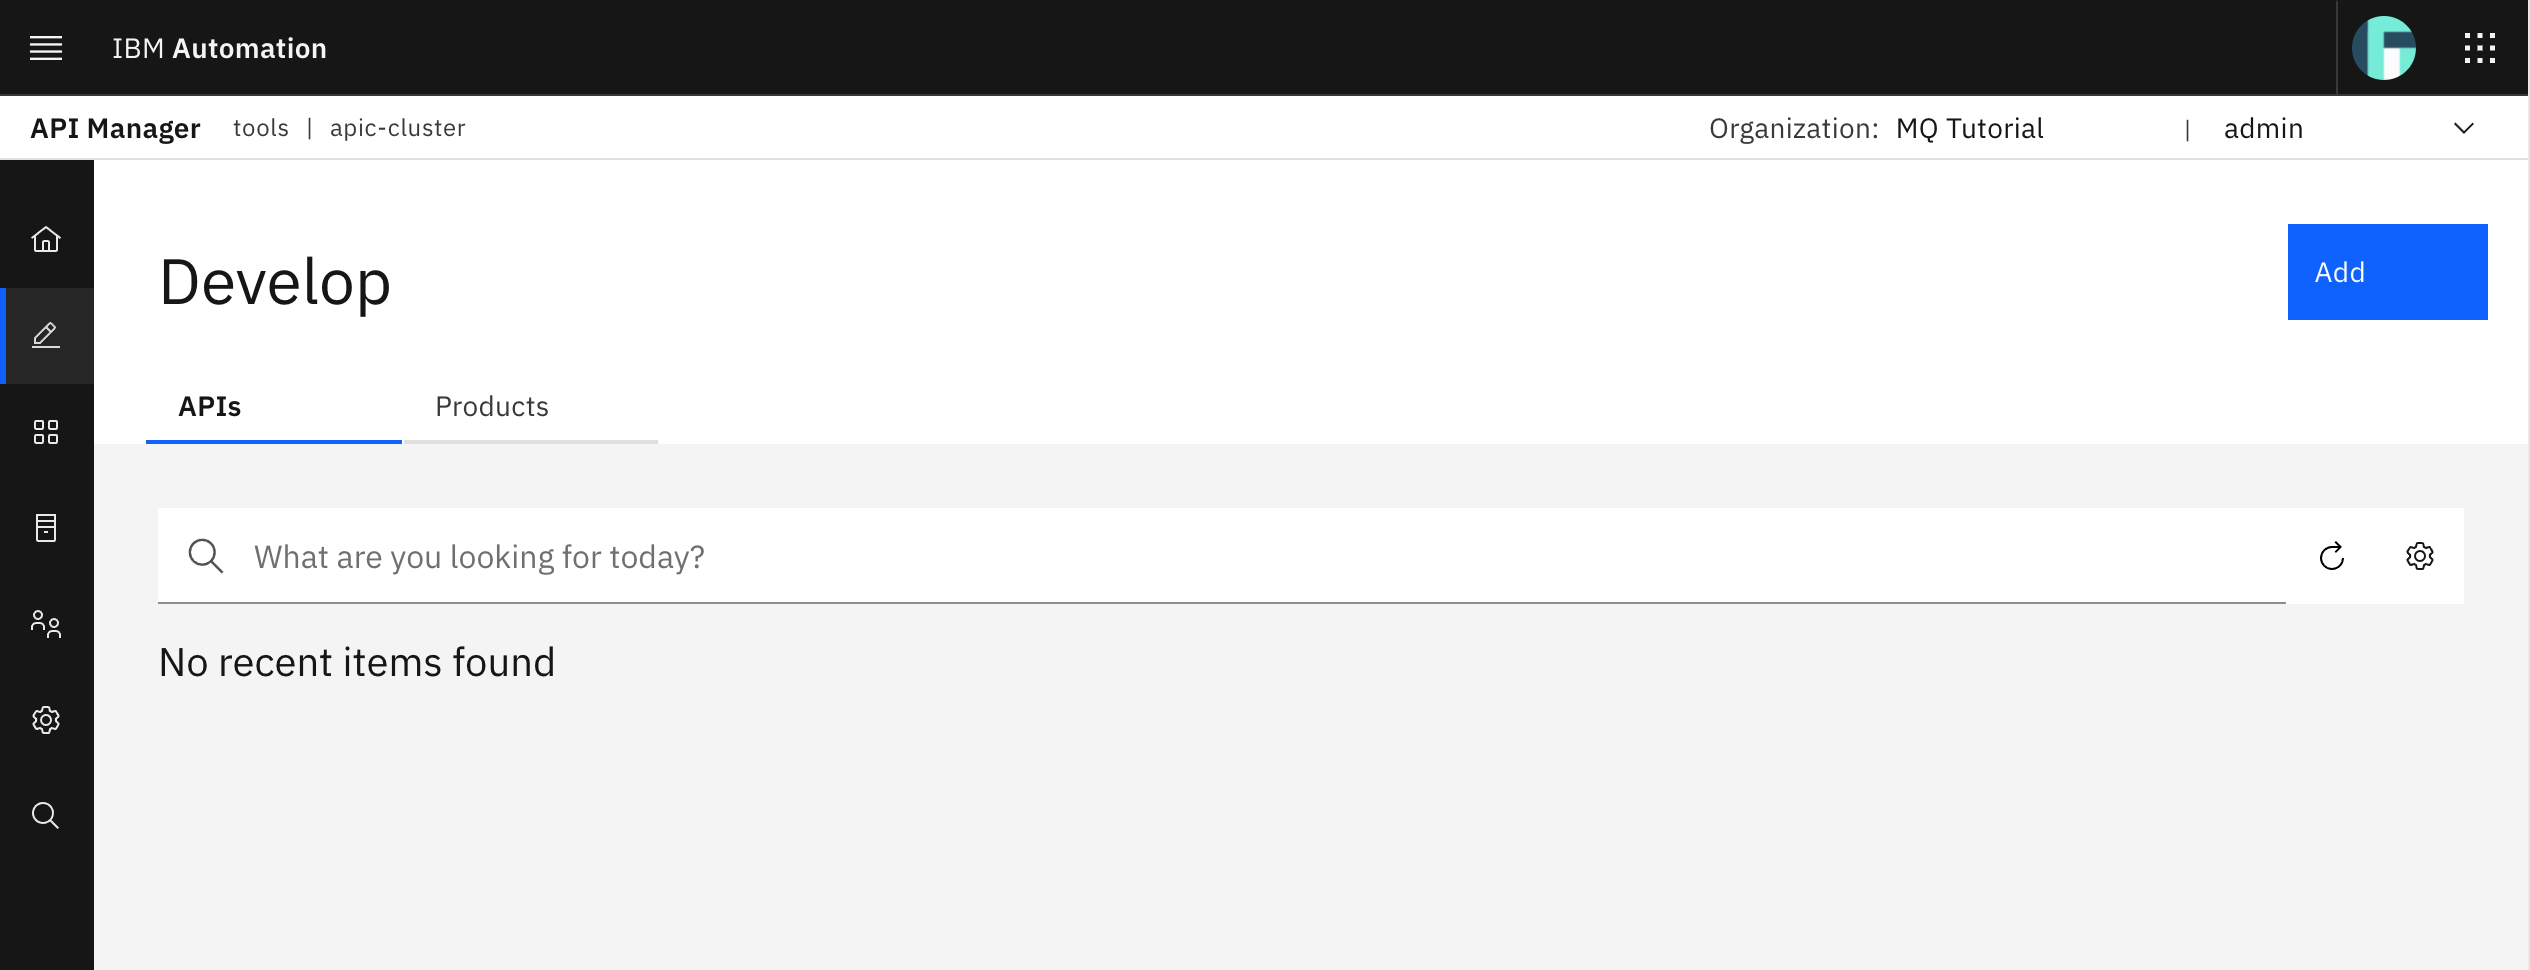 IBM Automation
API Manager tools | apic-cluster Organization: MQ Tutorial | admin
Develop
Add
APIs Products
What are you looking for today?
No recent items found